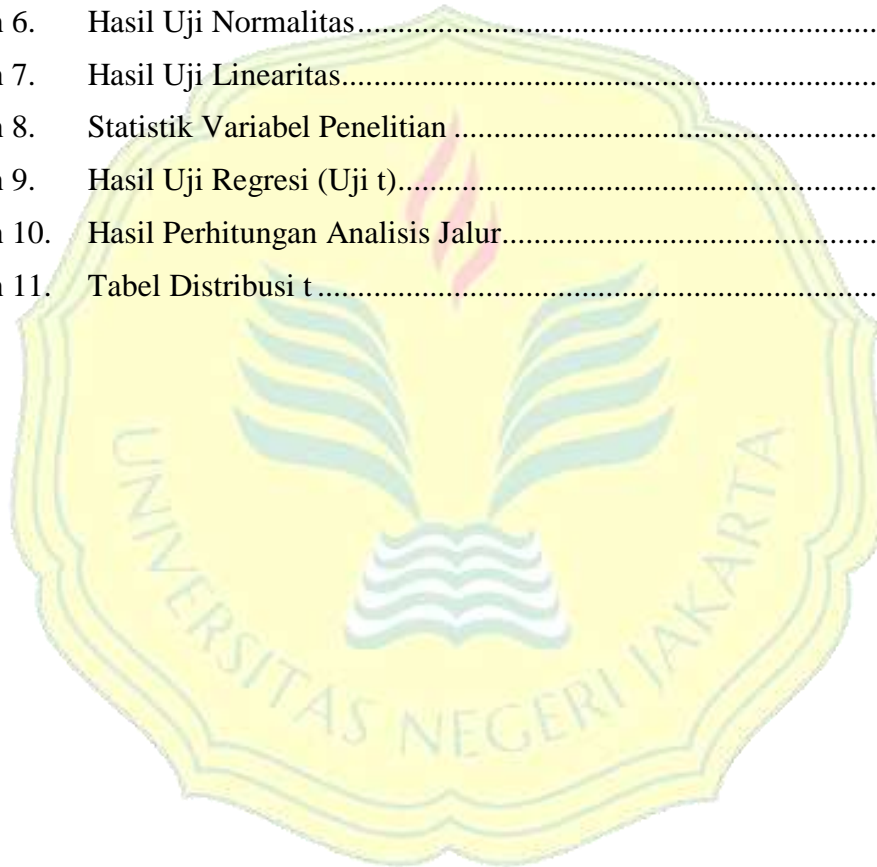 n 6. Hasil Uji Normalitas....................................................................
n 7. Hasil Uji Linearitas......................................................................
n 8. Statistik Variabel Penelitian .......................................................
n 9. Hasil Uji Regresi (Uji t)..............................................................
n 10. Hasil Perhitungan Analisis Jalur.................................................
n 11. Tabel Distribusi t .........................................................................
UNIVERSITAS NEGERI JAKARTA